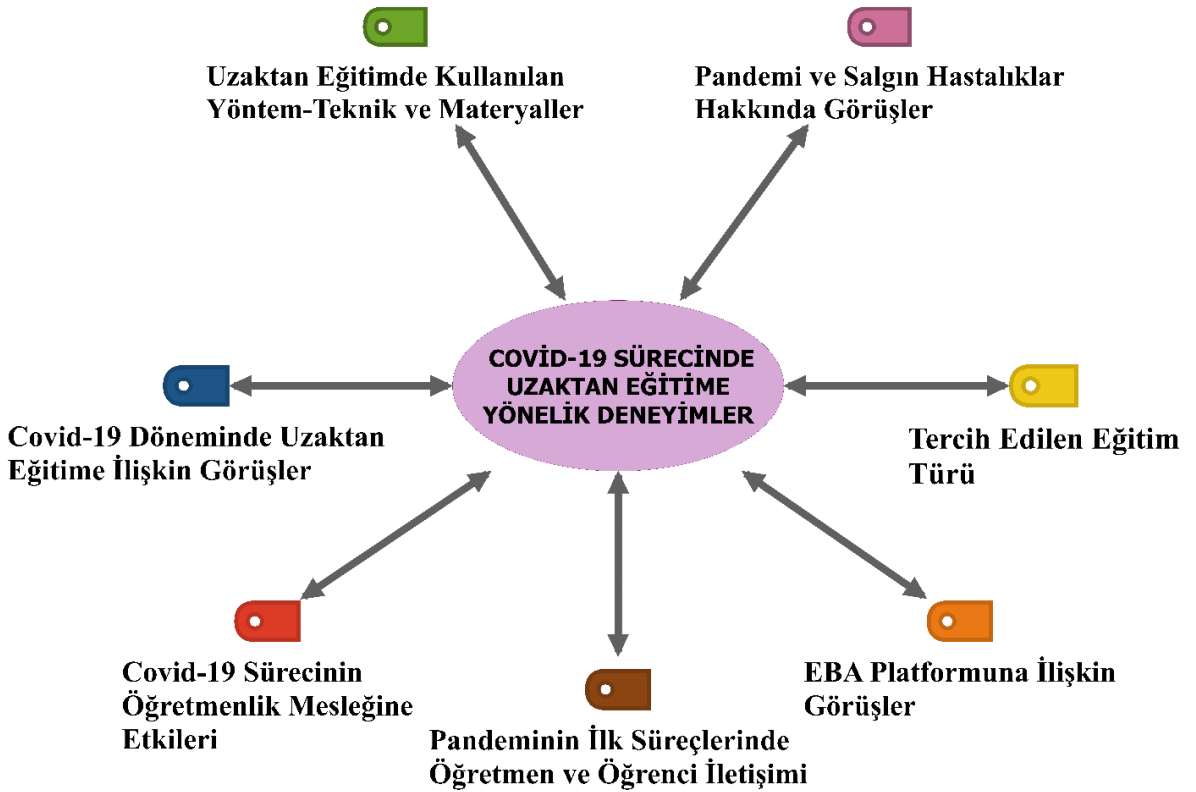 Uzaktan Eğitimde Kullanılan
Yöntem-Teknik ve Materyaller
Pandemi ve Salgın Hastalıklar
Hakkında Görüşler
COVİD-19 SÜRECİNDE
UZAKTAN EĞİTİME
YÖNELİK DENEYİMLER
Covid-19 Döneminde Uzaktan
Eğitime İlişkin Görüşler
Tercih Edilen Eğitim
Türü
Covid-19 Sürecinin
Öğretmenlik Mesleğine
Etkileri
Pandeminin İlk Süreçlerinde
Öğretmen ve Öğrenci İletişimi
EBA Platformuna İlişkin
Görüşler